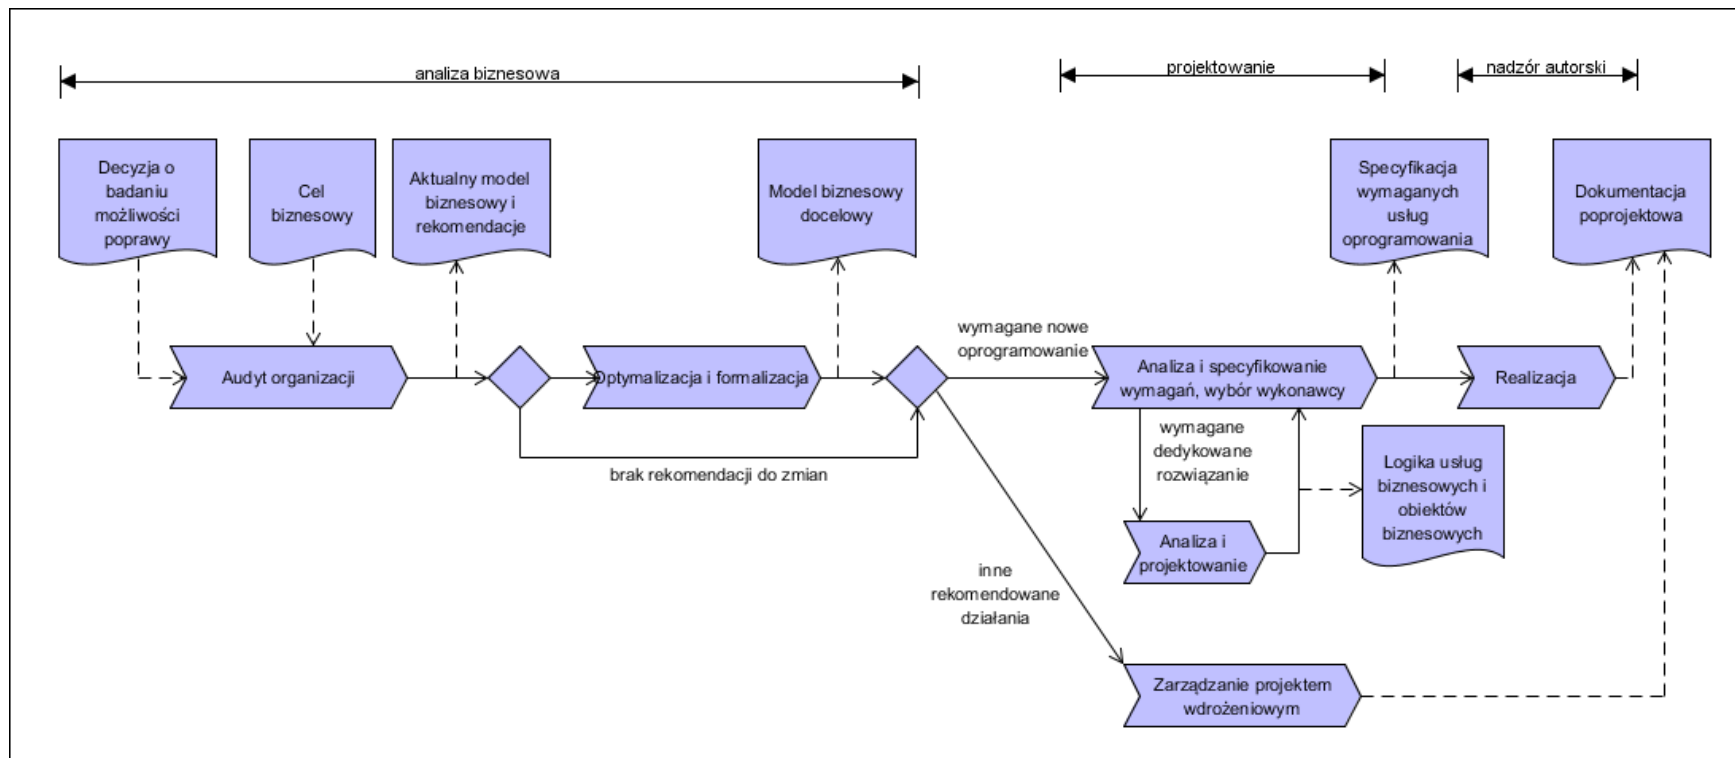 analiza biznesowa
projektowanie
nadzór autorski
Decyzja o
badaniu
możliwości
poprawy
Cel
biznesowy
Aktualny model
biznesowy i
rekomendacje
Model biznesowy
docelowy
Specyfikacja
wymaganych
usług
oprogramowania
Dokumentacja
poprojektowa
wymagane nowe
oprogramowanie
Audyt organizacji
Optymalizacja i formalizacja
Analiza i specyfikowanie
wymagań, wybór wykonawcy
Realizacja
brak rekomendacji do zmian
wymagane
dedykowane
rozwiązanie
Logika usług
biznesowych i
obiektów
biznesowych
Analiza i
projektowanie
inne
rekomendowane
działania
Zarządzanie projektem
wdrożeniowym